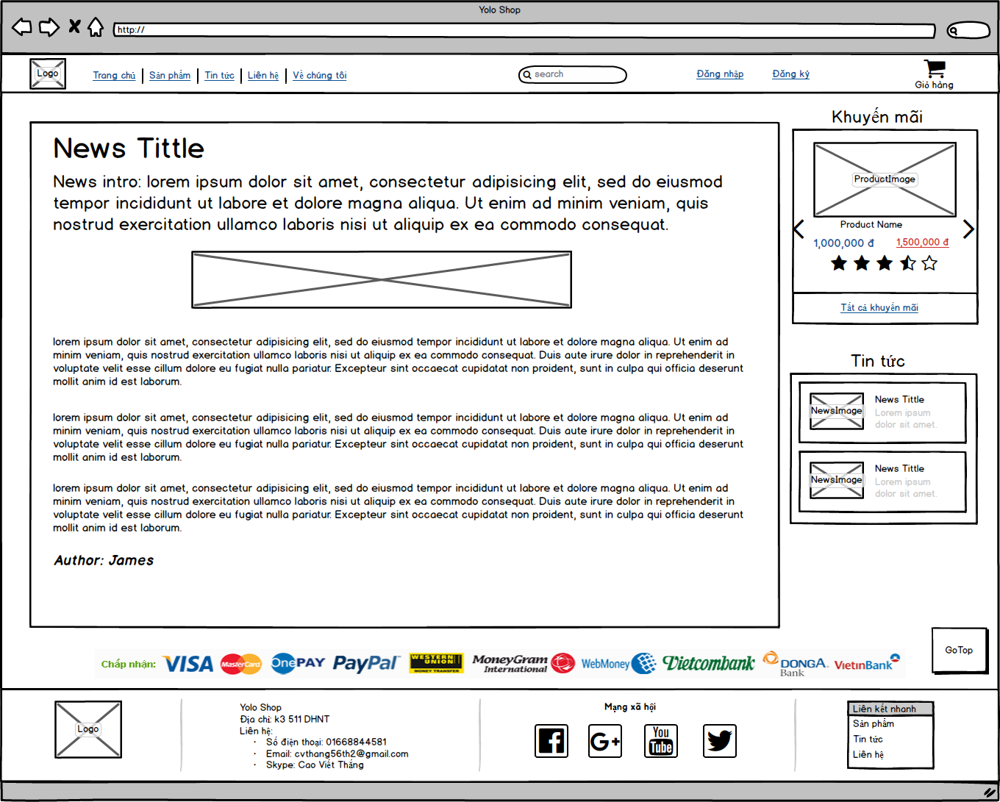 Yolo Shop
http://
Logo
Trang chủ
Sản phẩm
Tin tức
Liên hệ
Về chúng tôi
search
Đăng nhập
Đăng ký
Giỏ hàng
News Tittle
News intro: lorem ipsum dolor sit amet, consectetur adipisicing elit, sed do eiusmod
tempor incididunt ut labore et dolore magna aliqua. Ut enim ad minim veniam, quis
nostrud exercitation ullamco laboris nisi ut aliquip ex ea commodo consequat.
lorem ipsum dolor sit amet, consectetur adipisicing elit, sed do eiusmod tempor incididunt ut labore et dolore magna aliqua. Ut enim ad
minim veniam, quis nostrud exercitation ullamco laboris nisi ut aliquip ex ea commodo consequat. Duis aute irure dolor in reprehenderit in
voluptate velit esse cillum dolore eu fugiat nulla pariatur. Excepteur sint occaecat cupidatat non proident, sunt in culpa qui officia deserunt
mollit anim id est laborum.
lorem ipsum dolor sit amet, consectetur adipisicing elit, sed do eiusmod tempor incididunt ut labore et dolore magna aliqua. Ut enim ad
minim veniam, quis nostrud exercitation ullamco laboris nisi ut aliquip ex ea commodo consequat. Duis aute irure dolor in reprehenderit in
voluptate velit esse cillum dolore eu fugiat nulla pariatur. Excepteur sint occaecat cupidatat non proident, sunt in culpa qui officia deserunt
mollit anim id est laborum.
lorem ipsum dolor sit amet, consectetur adipisicing elit, sed do eiusmod tempor incididunt ut labore et dolore magna aliqua. Ut enim ad
minim veniam, quis nostrud exercitation ullamco laboris nisi ut aliquip ex ea commodo consequat. Duis aute irure dolor in reprehenderit in
voluptate velit esse cillum dolore eu fugiat nulla pariatur. Excepteur sint occaecat cupidatat non proident, sunt in culpa qui officia deserunt
mollit anim id est laborum.
Author: James
Khuyến mãi
ProductImage
Product Name
1,000,000 đ
1,500,000 đ
Tất cả khuyến mãi
Tin tức
NewsImage
News Tittle
Lorem ipsum
dolor sit amet.
NewsImage
News Tittle
Lorem ipsum
dolor sit amet.
GoTop
Chấp nhận:
VISA
MasterCard
OnePAY
PayPal
WESTERN
UNION
MONEY TRANSFER
MoneyGram
International
WebMoney
Vietcombank
DONGA
Bank
VietinBank
Logo
Yolo Shop
Địa chỉ: k3 511 DHNT
Liên hệ:
· Số điện thoại: 01668844581
· Email: cvthang56th2@gmail.com
· Skype: Cao Viết Thắng
Mạng xã hội
G+
You
Tube
Liên kết nhanh
Sản phẩm
Tin tức
Liên hệ